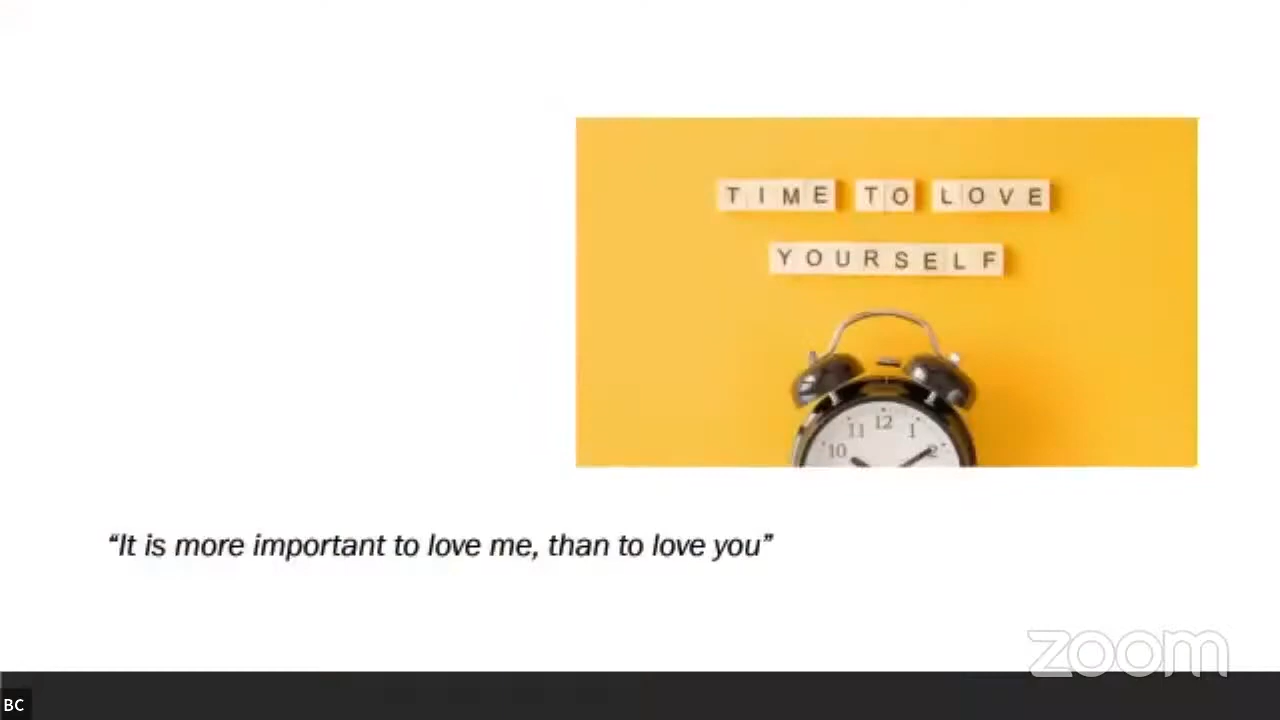 TIME TO LOVE
YOURSELF
12
11
1
10
2
“It is more important to love me, than to love you”
zoom
BC